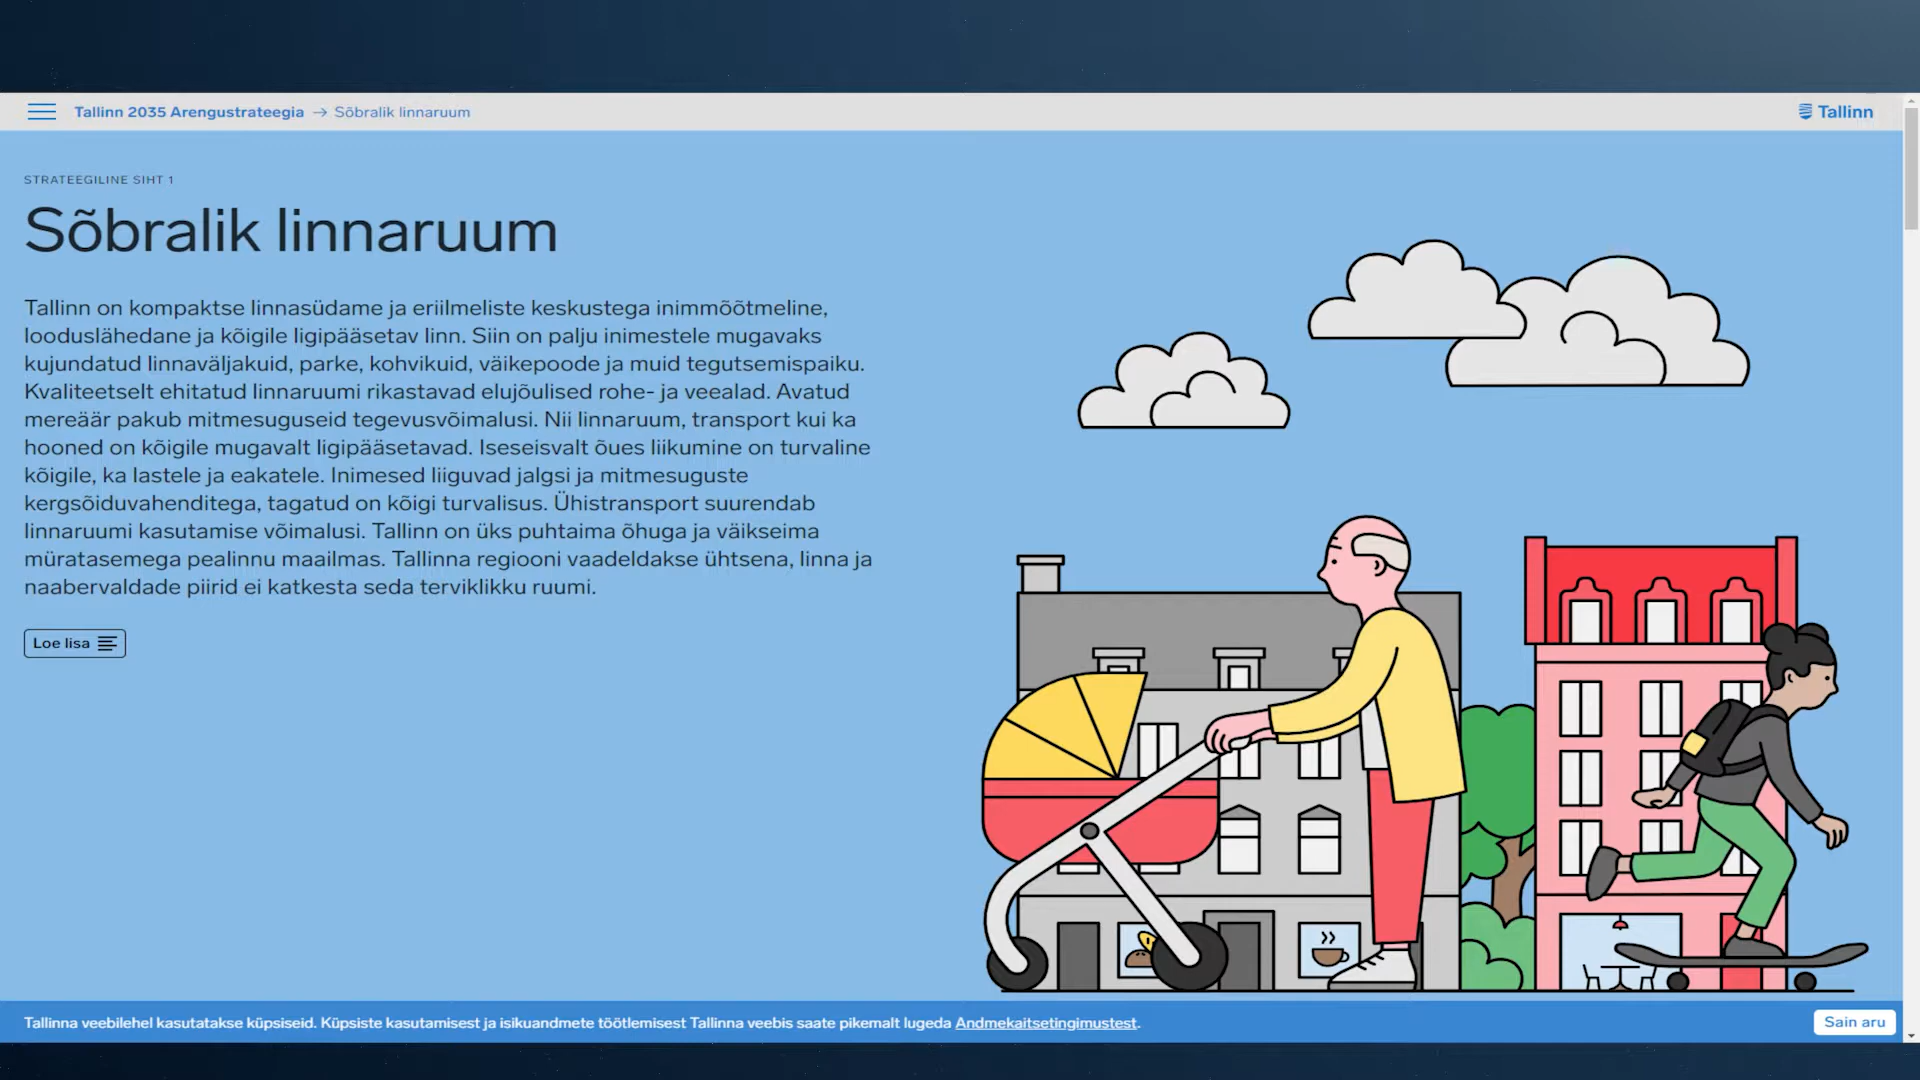 Tallinn 2035 Arengustrateegia → Sõbralik linnaruum
Tallinn
STRATEEGILINE SIHT 1
Sõbralik linnaruum
Tallinn on kompaktse linnasüdame ja eriilmeliste keskustega inimmõõtmeline,
looduslähedane ja kõigile ligipääsetav linn. Siin on palju inimestele mugavaks
kujundatud linnaväljakuid, parke, kohvikuid, väikepoode ja muid tegutsemispaiku.
Kvaliteetselt ehitatud linnaruumi rikastavad elujõulised rohe- ja veealad. Avatud
mereäär pakub mitmesuguseid tegevusvõimalusi. Nii linnaruum, transport kui ka
hooned on kõigile mugavalt ligipääsetavad. Iseseisvalt õues liikumine on turvaline
kõigile, ka lastele ja eakatele. Inimesed liiguvad jalgsi ja mitmesuguste
kergsõiduvahenditega, tagatud on kõigi turvalisus. Ühistransport suurendab
linnaruumi kasutamise võimalusi. Tallinn on üks puhtaima õhuga ja väikseima
müratasemega pealinnu maailmas. Tallinna regiooni vaadeldakse ühtsena, linna ja
naabervaldade piirid ei katkesta seda terviklikku ruumi.
Loe lisa
Tallinna veebilehel kasutatakse küpsiseid. Küpsiste kasutamisest ja isikuandmete töötlemisest Tallinna veebis saate pikemalt lugeda Andmekaitsetingimustest.
Sain aru